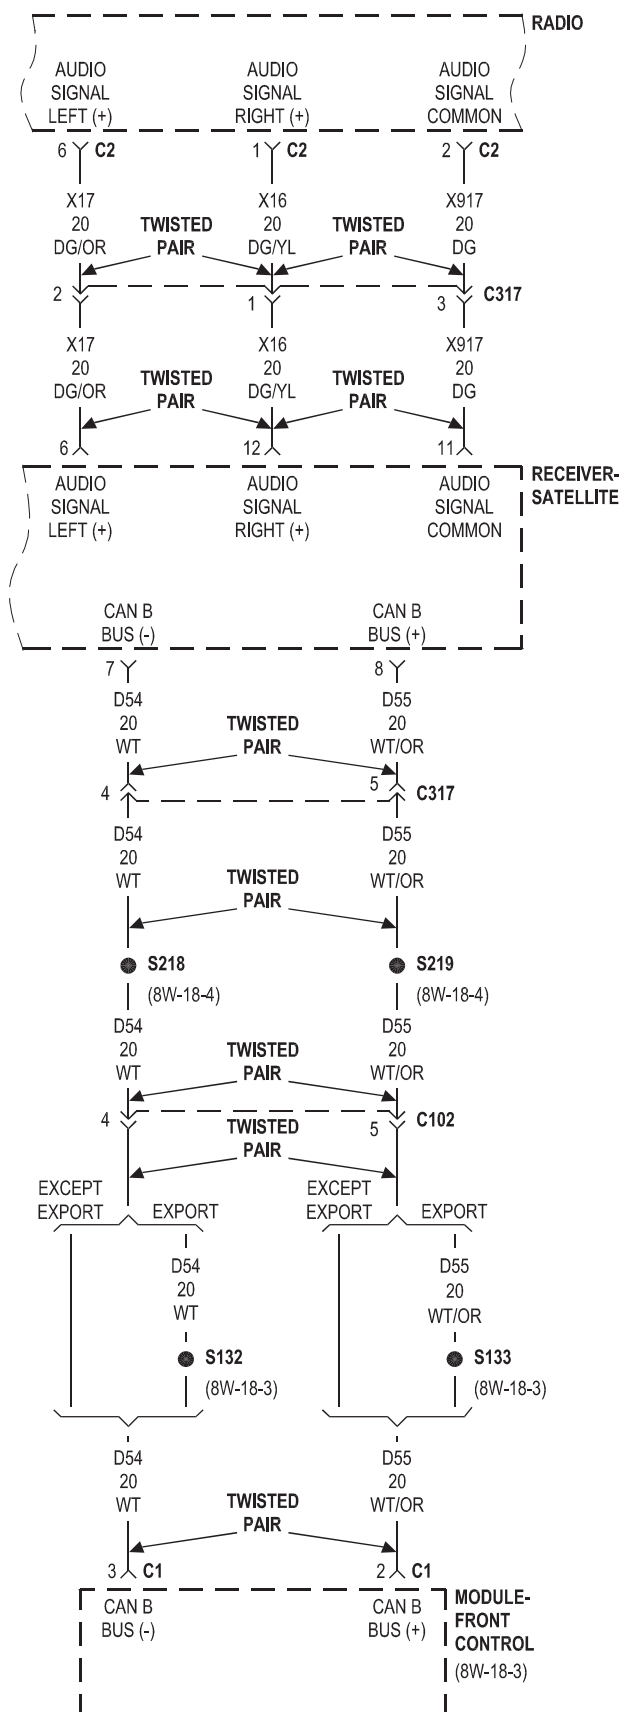 RADIO
AUDIO SIGNAL LEFT (+)
AUDIO SIGNAL RIGHT (+)
AUDIO SIGNAL COMMON
6 C2
1 C2
2 C2
X17 20 DG/OR
TWISTED PAIR
X16 20 DG/YL
TWISTED PAIR
X917 20 DG
2
1
3
C317
X17 20 DG/OR
TWISTED PAIR
X16 20 DG/YL
TWISTED PAIR
X917 20 DG
6
12
11
RECEIVER-SATELLITE
AUDIO SIGNAL LEFT (+)
AUDIO SIGNAL RIGHT (+)
AUDIO SIGNAL COMMON
CAN B BUS (-)
CAN B BUS (+)
7
8
D54 20 WT
TWISTED PAIR
D55 20 WT/OR
4
5
C317
D54 20 WT
TWISTED PAIR
D55 20 WT/OR
S218
(8W-18-4)
S219
(8W-18-4)
D54 20 WT
TWISTED PAIR
D55 20 WT/OR
4
5
C102
TWISTED PAIR
EXCEPT EXPORT
EXPORT
EXCEPT EXPORT
EXPORT
D54 20 WT
D55 20 WT/OR
S132
(8W-18-3)
S133
(8W-18-3)
D54 20 WT
TWISTED PAIR
D55 20 WT/OR
3 C1
2 C1
CAN B BUS (-)
CAN B BUS (+)
MODULE-FRONT CONTROL
(8W-18-3)